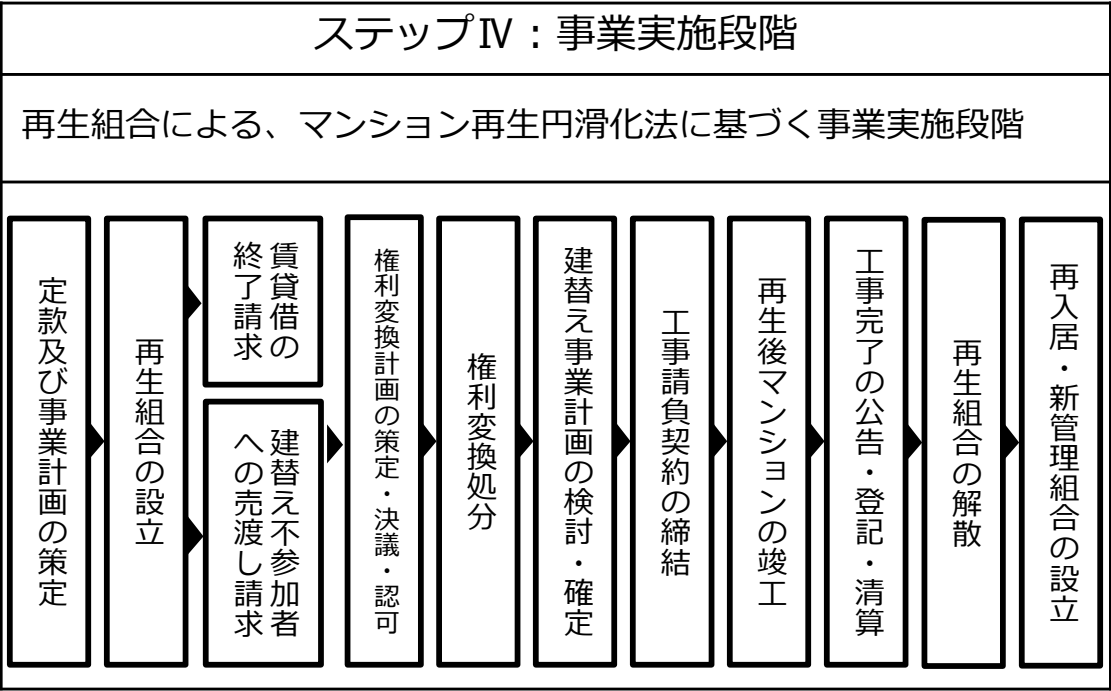 ステップⅣ：事業実施段階
再生組合による、マンション再生円滑化法に基づく事業実施段階
定款及び事業計画の策定
再生組合の設立
賃貸借の
終了請求
建替え不参加者
への売渡し請求
権利変換計画の策定・決議・認可
権利変換処分
建替え事業計画の検討・確定
工事請負契約の締結
再生後マンションの竣工
工事完了の公告・登記・清算
再生組合の解散
再入居・新管理組合の設立